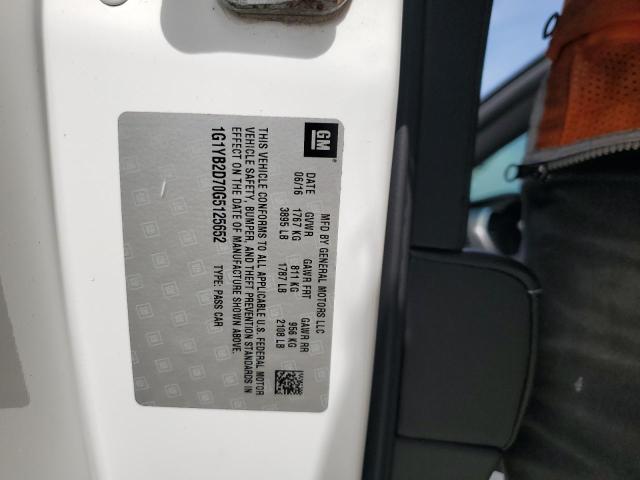 GM
MFD BY GENERAL MOTORS LLC
DATE GVWR GAWR FRT GAWR RR
06/16 1767 KG 811 KG 956 KG
3895 LB 1787 LB 2108 LB
THIS VEHICLE CONFORMS TO ALL APPLICABLE U.S. FEDERAL MOTOR
VEHICLE SAFETY, BUMPER, AND THEFT PREVENTION STANDARDS IN
EFFECT ON THE DATE OF MANUFACTURE SHOWN ABOVE.
1G1YB2D70G5125652 TYPE: PASS CAR